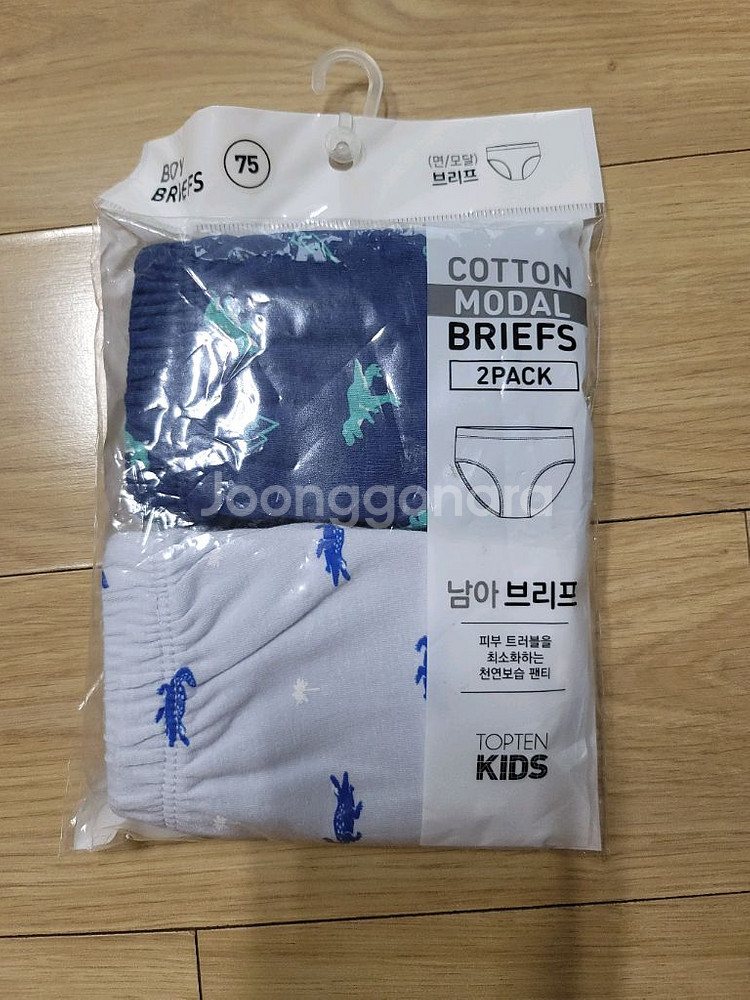 BOY
BRIEFS
75
(면/모달)
브리프
COTTON
MODAL
BRIEFS
2PACK
남아 브리프
피부 트러블을
최소화하는
천연보습 팬티
TOPTEN
KIDS
Joonggonara